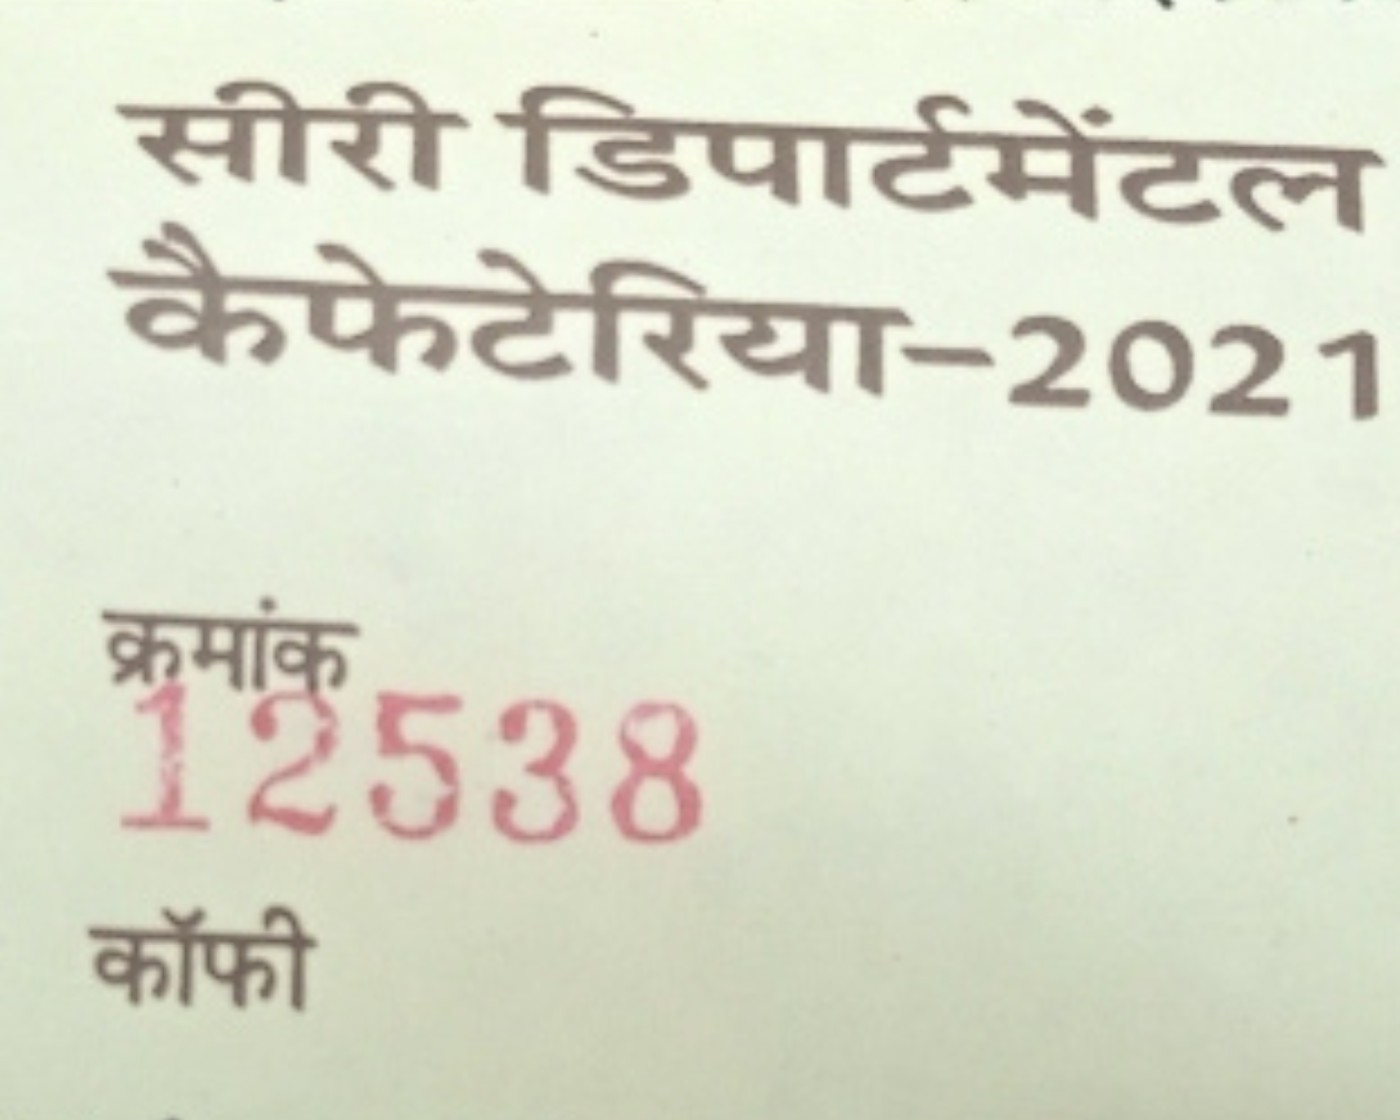 सीरी डिपार्टमेंटल
कैफेटेरिया–2021
क्रमांक
12538
कॉफी